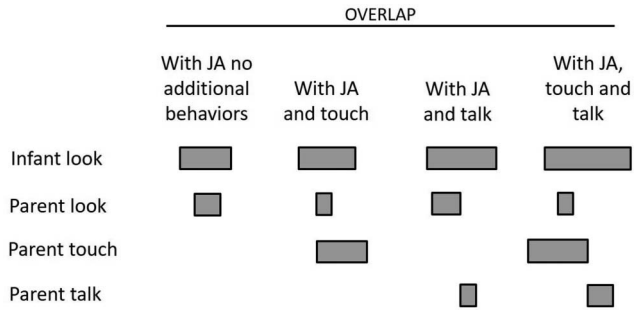 OVERLAP
With JA no
additional
behaviors
With JA
and touch
With JA
and talk
With JA,
touch and
talk
Infant look
Parent look
Parent touch
Parent talk